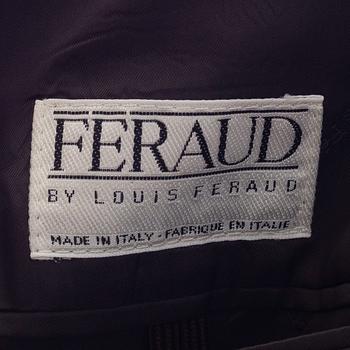 FERAUD
BY LOUIS FERAUD
MADE IN ITALY - FABRIQUE EN ITALIE